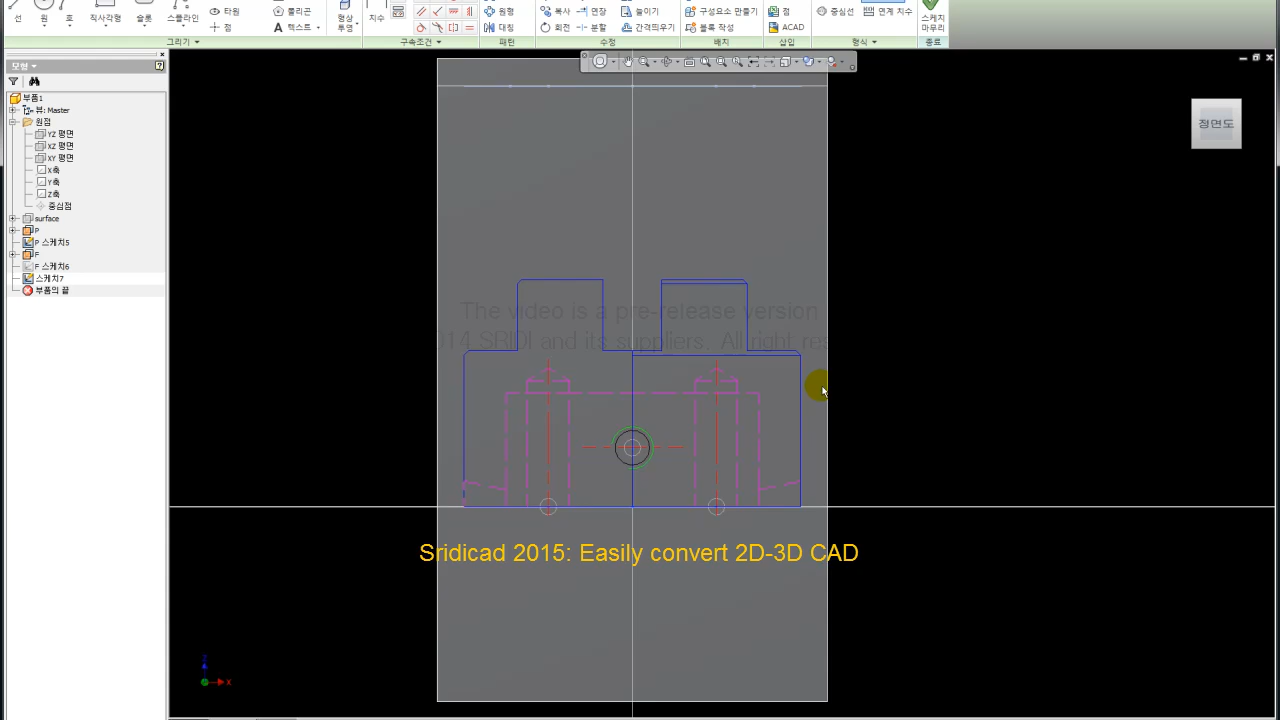 선
원
호
직사각형
슬롯
스플라인
타원
점
폴리곤
텍스트
형상
투영
치수
원형
대칭
복사
회전
연장
분할
늘이기
간격띄우기
구성요소 만들기
블록 작성
점
ACAD
중심선
연계 치수
스케치
마무리
그리기
구속조건
패턴
수정
배치
삽입
형식
종료
모형
부품1
뷰: Master
원점
YZ 평면
XZ 평면
XY 평면
X축
Y축
Z축
중심점
surface
P
P 스케치5
F
F 스케치6
스케치7
부품의 끝
정면도
The video is a pre-release version
014 SRIDI and its suppliers. All right res
Sridicad 2015: Easily convert 2D-3D CAD
Z
X